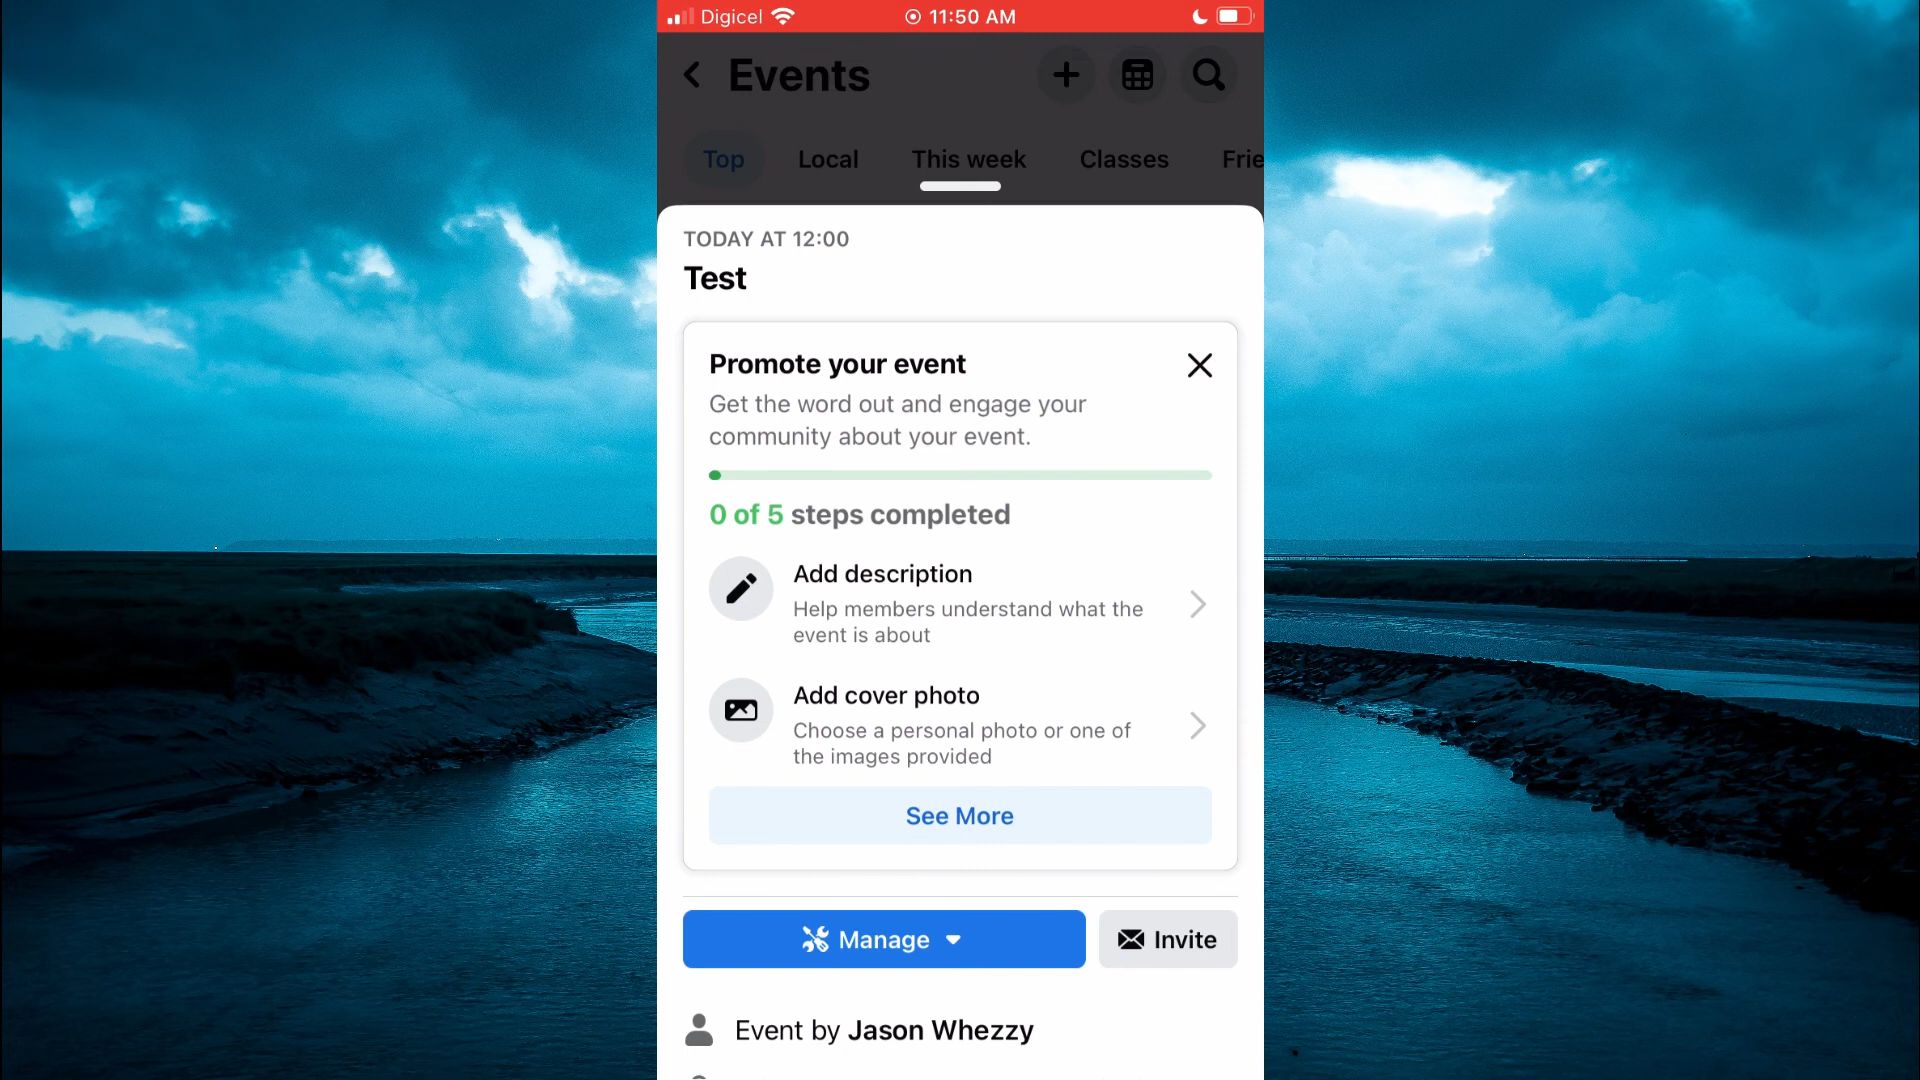 Digicel
11:50 AM
Events
Top
Local
This week
Classes
Frie
TODAY AT 12:00
Test
Promote your event
Get the word out and engage your
community about your event.
0 of 5 steps completed
Add description
Help members understand what the
event is about
Add cover photo
Choose a personal photo or one of
the images provided
See More
Manage
Invite
Event by Jason Whezzy